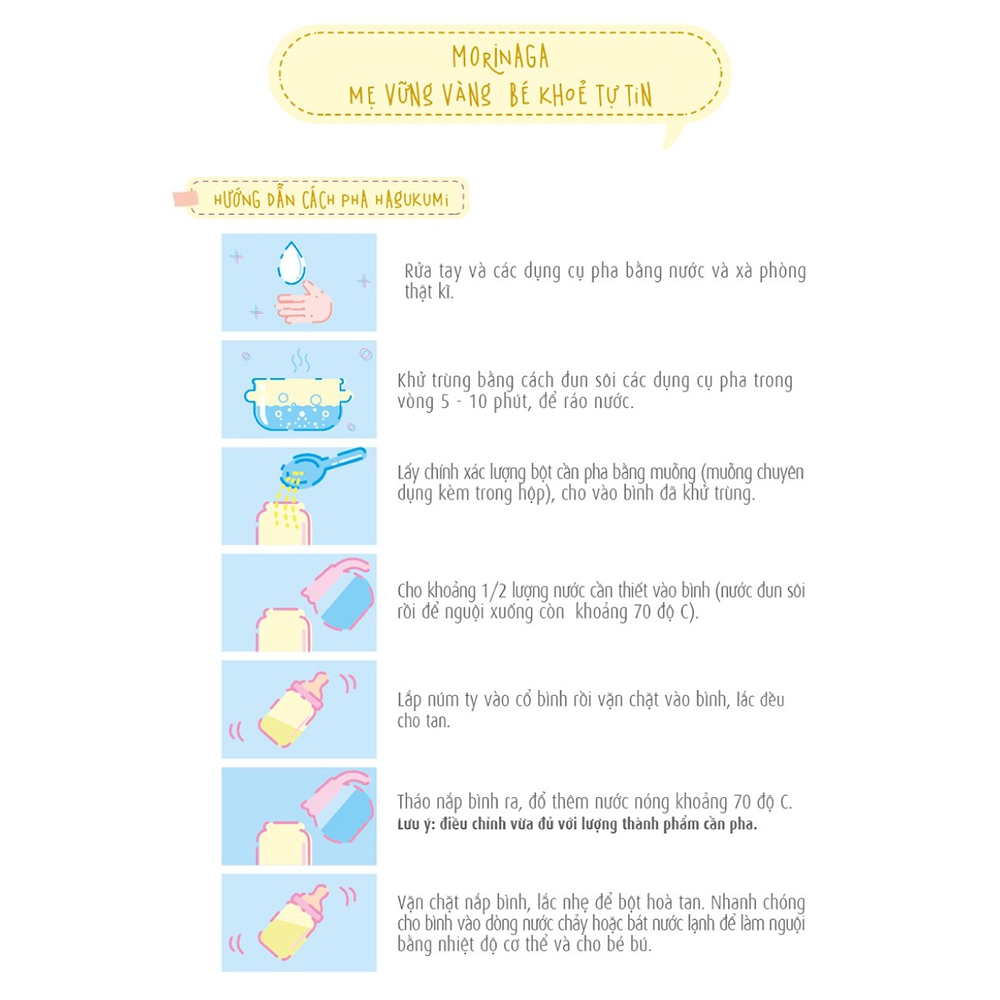 MORINAGA
MẸ VỮNG VÀNG BÉ KHOẺ TỰ TIN
HƯỚNG DẪN CÁCH PHA HAGUKUMI
Rửa tay và các dụng cụ pha bằng nước và xà phòng
thật kĩ.
Khử trùng bằng cách đun sôi các dụng cụ pha trong
vòng 5 - 10 phút, để ráo nước.
Lấy chính xác lượng bột cần pha bằng muỗng (muỗng chuyên
dụng kèm trong hộp), cho vào bình đã khử trùng.
Cho khoảng 1/2 lượng nước cần thiết vào bình (nước đun sôi
rồi để nguội xuống còn khoảng 70 độ C).
Lắp núm ty vào cổ bình rồi vặn chặt vào bình, lắc đều
cho tan.
Tháo nắp bình ra, đổ thêm nước nóng khoảng 70 độ C.
Lưu ý: điều chỉnh vừa đủ với lượng thành phẩm cần pha.
Vặn chặt nắp bình, lắc nhẹ để bột hoà tan. Nhanh chóng
cho bình vào dòng nước chảy hoặc bát nước lạnh để làm nguội
bằng nhiệt độ cơ thể và cho bé bú.